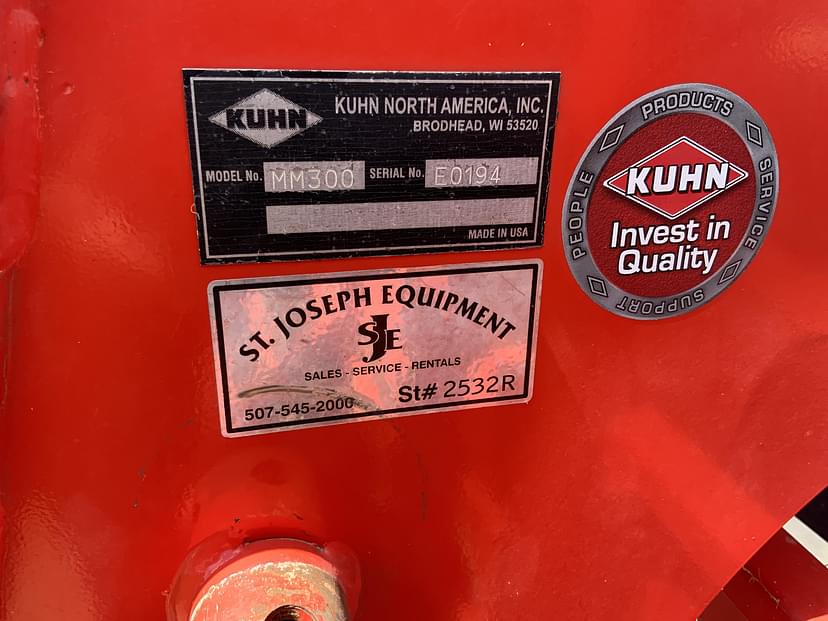 KUHN
KUHN NORTH AMERICA, INC.
BRODHEAD, WI 53520
MODEL No. MM300 SERIAL No. E0194
MADE IN USA
PRODUCTS
PEOPLE
SERVICE
SUPPORT
KUHN
Invest in
Quality
ST. JOSEPH EQUIPMENT
SJE
SALES - SERVICE - RENTALS
507-545-2000 St# 2532R